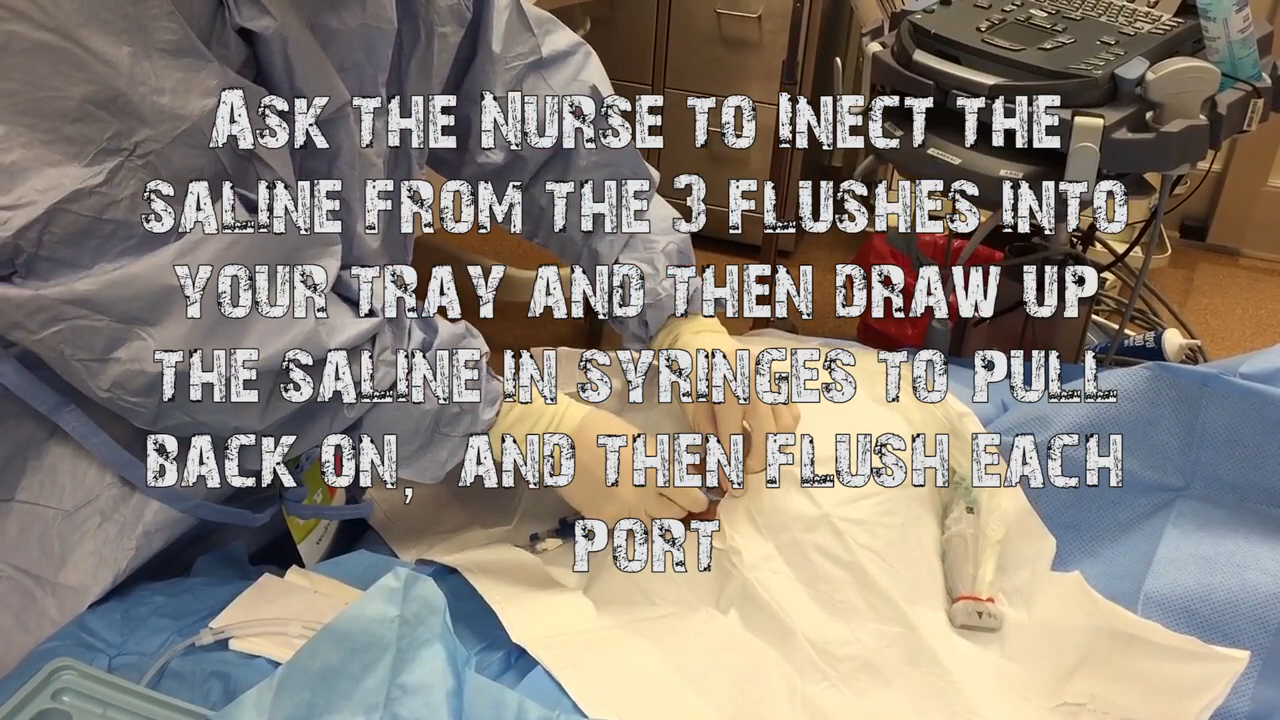 Ask the Nurse to Inect the
saline from the 3 flushes into
your tray and then draw up
the saline in syringes to pull
back on, and then flush each
port